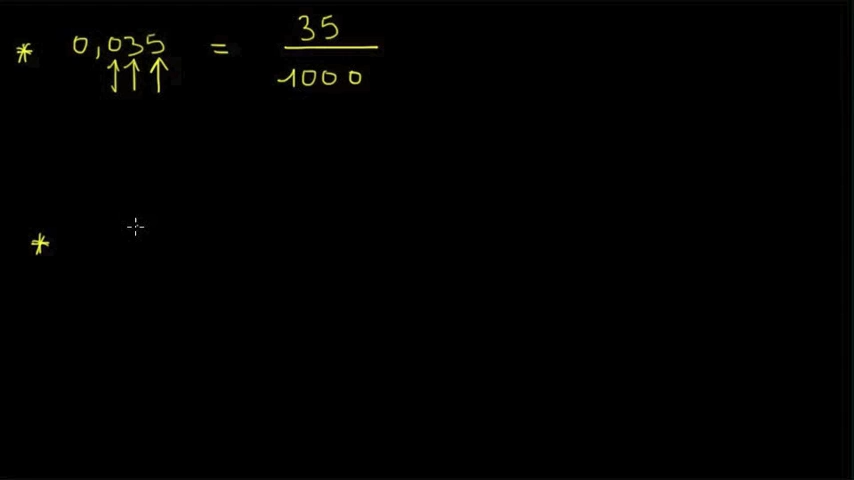 * 0,035 = 35/1000
*